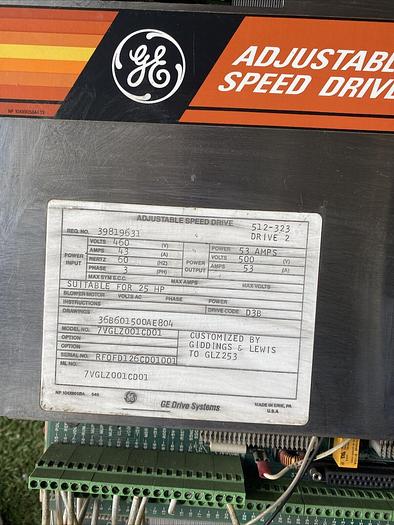 GE
ADJUSTABLE
SPEED DRIVE
ADJUSTABLE SPEED DRIVE
REQ. NO. 39819631 512-323
DRIVE 2
POWER INPUT
VOLTS 460 (V)
AMPS 43 (A)
HERTZ 60 (HZ)
PHASE 3 (PH)
MAX SYM S.C.C.
POWER OUTPUT
POWER 53 AMPS
VOLTS 500 (V)
AMPS 53 (A)
MAX AMPS MAX VOLTS
SUITABLE FOR 25 HP
BLOWER MOTOR VOLTS AC PHASE POWER
INSTRUCTIONS DRIVE CODE D3B
DRAWINGS 36B601500AE804
MODEL NO. 7VGLZ001CD01
OPTION
OPTION
CUSTOMIZED BY
GIDDINGS & LEWIS
TO GLZ253
SERIAL NO. RFOFD126CD01001
ML NO.
7VGLZ001CD01
GE Drive Systems
MADE IN ERIE, PA
U.S.A.